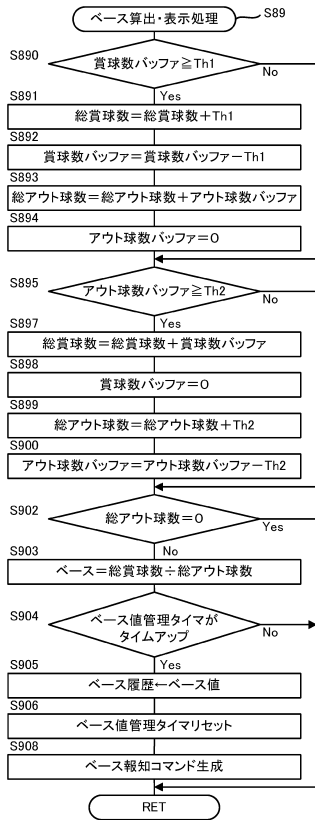 ベース算出・表示処理
S89
S890
賞球数バッファ≧Th1
No
Yes
S891
総賞球数=総賞球数+Th1
S892
賞球数バッファ=賞球数バッファ-Th1
S893
総アウト球数=総アウト球数+アウト球数バッファ
S894
アウト球数バッファ=0
S895
アウト球数バッファ≧Th2
No
Yes
S897
総賞球数=総賞球数+賞球数バッファ
S898
賞球数バッファ=0
S899
総アウト球数=総アウト球数+Th2
S900
アウト球数バッファ=アウト球数バッファ-Th2
S902
総アウト球数=0
Yes
No
S903
ベース=総賞球数÷総アウト球数
S904
ベース値管理タイマが
タイムアップ
No
Yes
S905
ベース履歴←ベース値
S906
ベース値管理タイマリセット
S908
ベース報知コマンド生成
RET